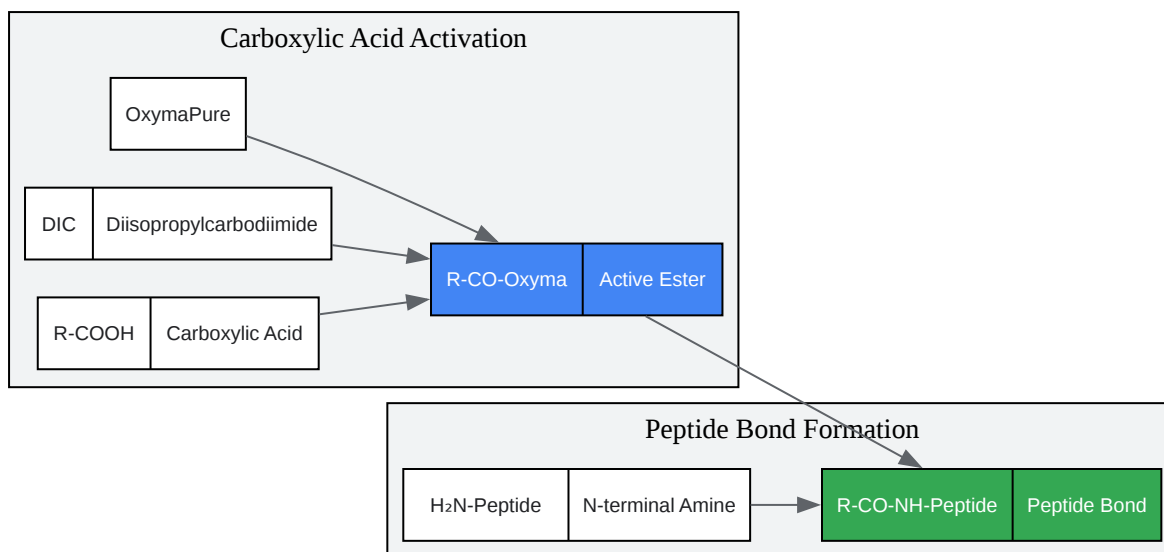 Carboxylic Acid Activation
OxymaPure
DIC Diisopropylcarbodiimide
R-CO-Oxyma Active Ester
R-COOH Carboxylic Acid
Peptide Bond Formation
H₂N-Peptide N-terminal Amine R-CO-NH-Peptide Peptide Bond